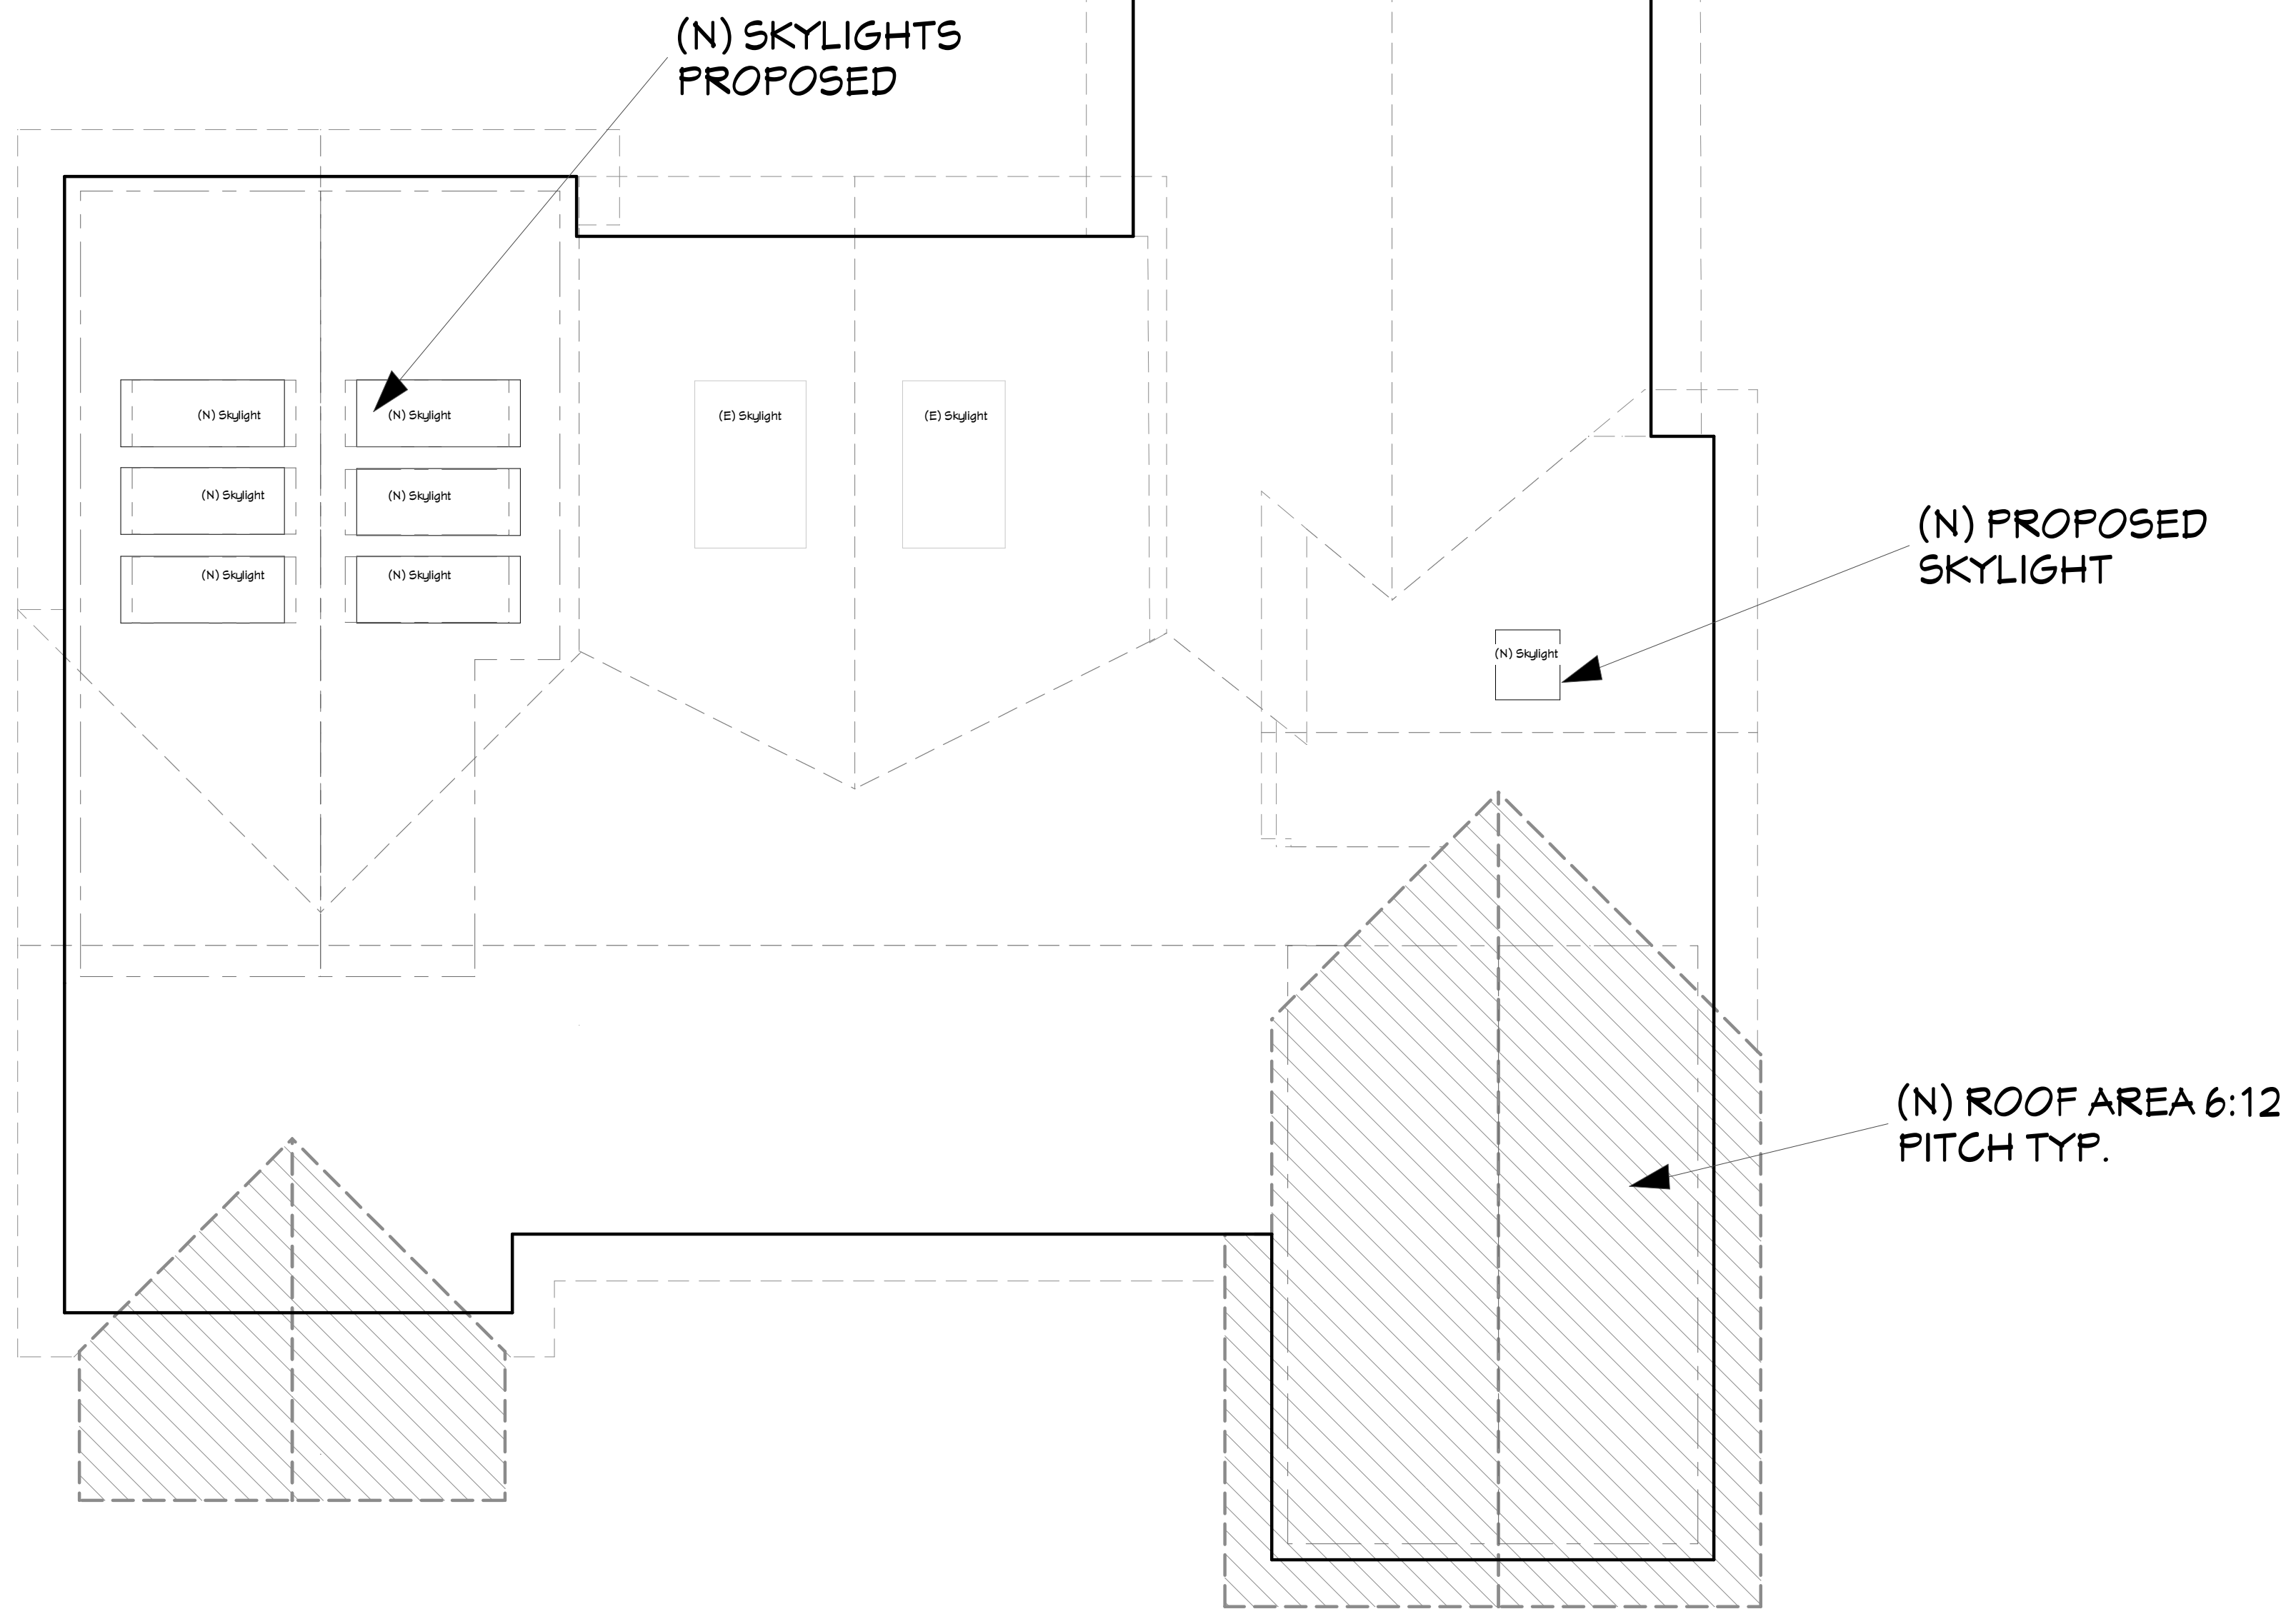 (N) SKYLIGHTS
PROPOSED
(N) Skylight
(N) Skylight
(E) Skylight
(E) Skylight
(N) Skylight
(N) Skylight
(N) Skylight
(N) Skylight
(N) PROPOSED
SKYLIGHT
(N) Skylight
(N) ROOF AREA 6:12
PITCH TYP.